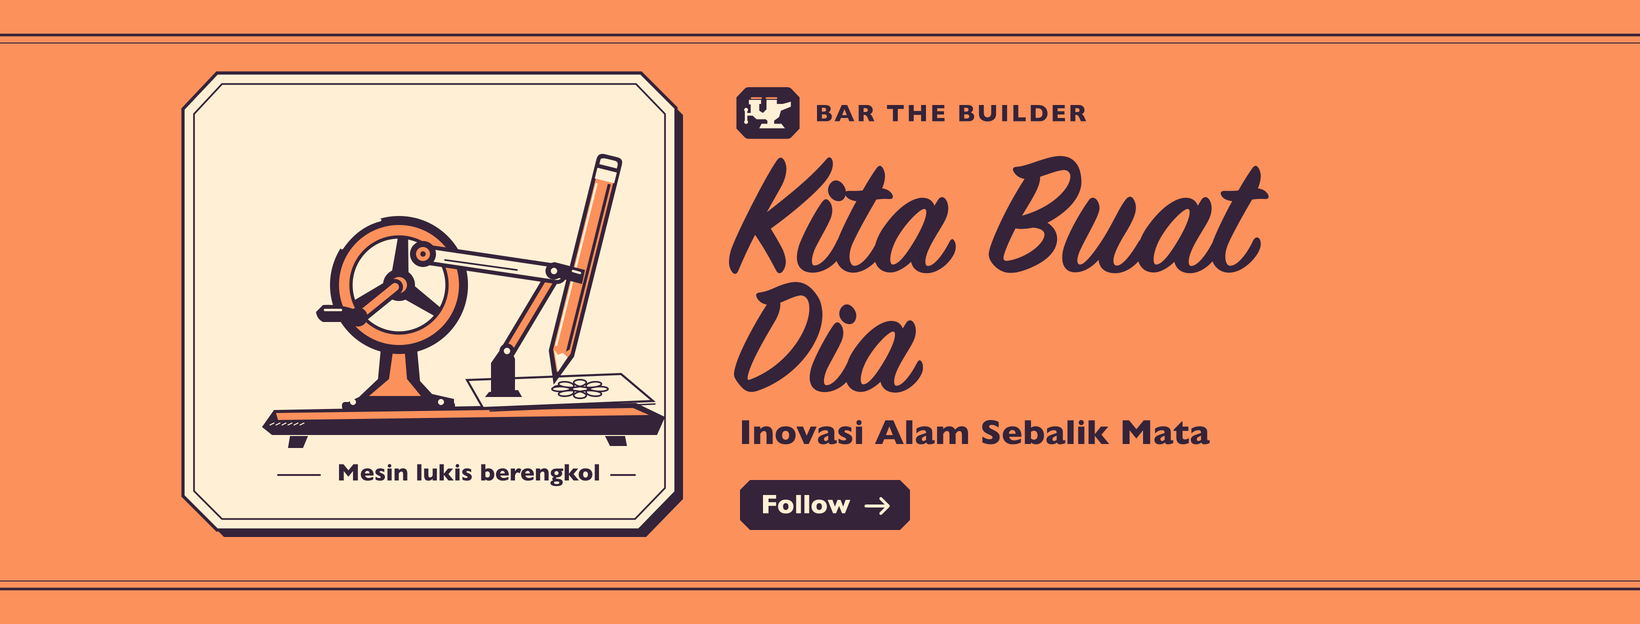 BAR THE BUILDER
Kita Buat
Dia
Inovasi Alam Sebalik Mata
Follow →
Mesin lukis berengkol